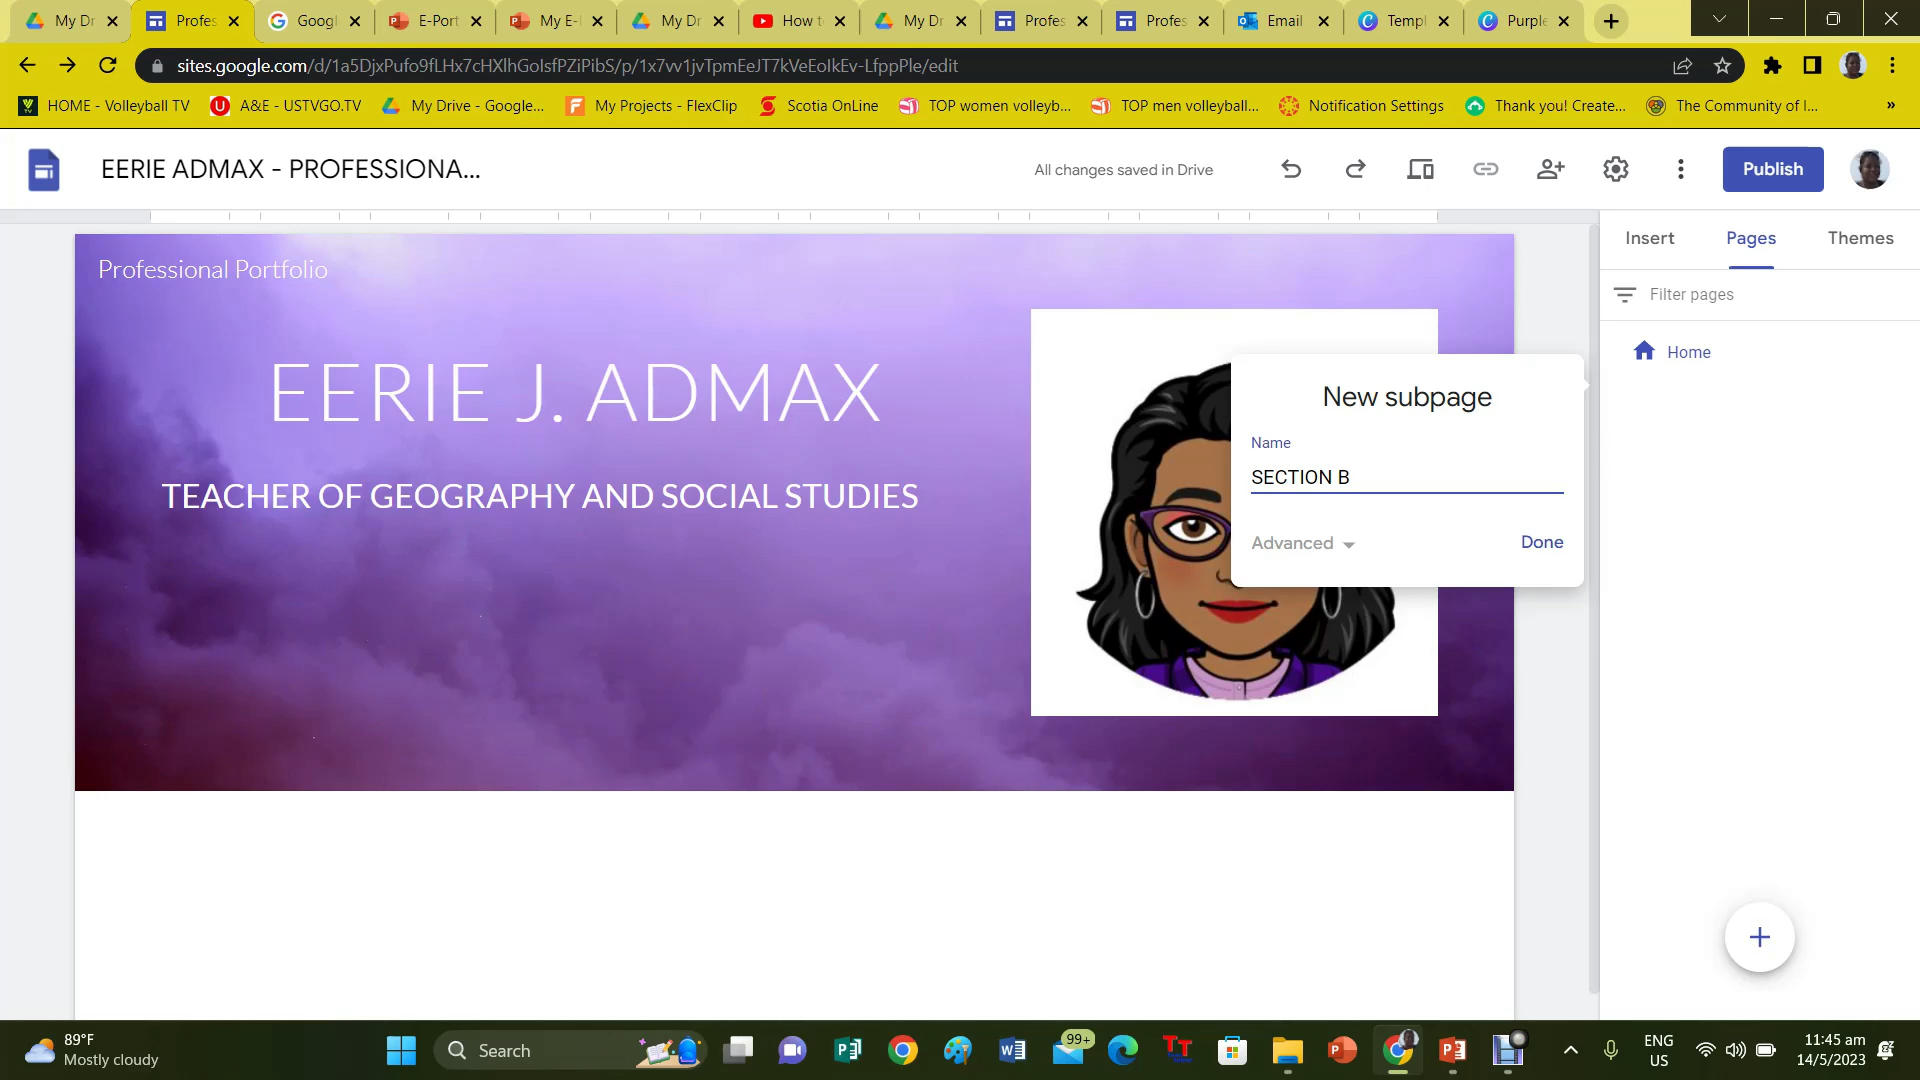 My Dr
Profes
Googl
E-Port
My E-
My Dr
How t
My Dr
Profes
Profes
Email
Templ
Purple
sites.google.com/d/1a5DjxPufo9fLHx7cHXlhGoIsfPZiPibS/p/1x7vv1jvTpmEeJT7kVeEoIkEv-LfppPle/edit
HOME - Volleyball TV
A&E - USTVGO.TV
My Drive - Google...
My Projects - FlexClip
Scotia OnLine
TOP women volleyb...
TOP men volleyball...
Notification Settings
Thank you! Create...
The Community of I...
»
EERIE ADMAX - PROFESSIONA...
All changes saved in Drive
Publish
Insert
Pages
Themes
Filter pages
Home
Professional Portfolio
EERIE J. ADMAX
TEACHER OF GEOGRAPHY AND SOCIAL STUDIES
New subpage
Name
SECTION B
Advanced
Done
89°F
Mostly cloudy
Search
99+
ENG
US
11:45 am
14/5/2023